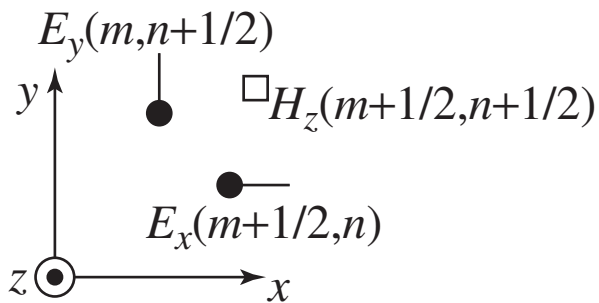 E_y(m,n+1/2)
y
H_z(m+1/2,n+1/2)
E_x(m+1/2,n)
z
x